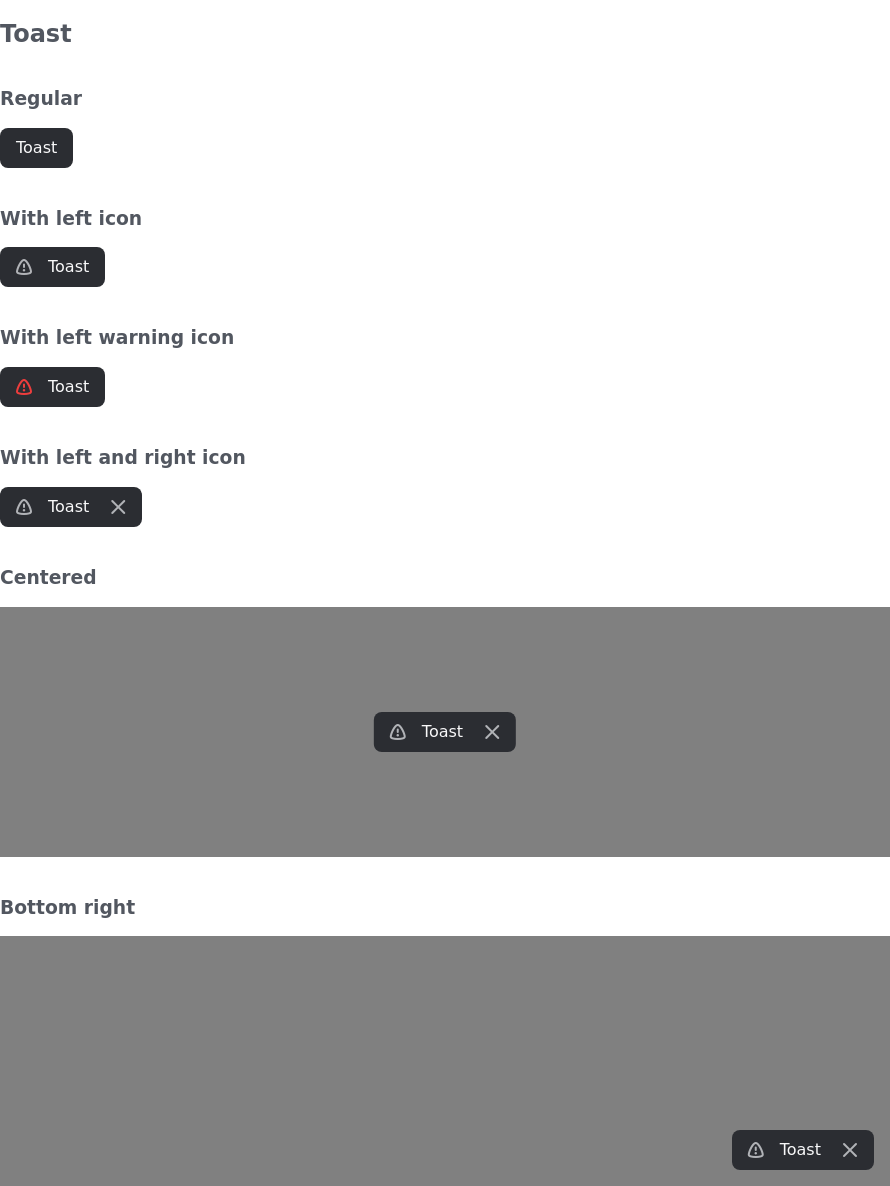 Toast
Regular
Toast
With left icon
Toast
With left warning icon
Toast
With left and right icon
Toast
Centered
Toast
Bottom right
Toast